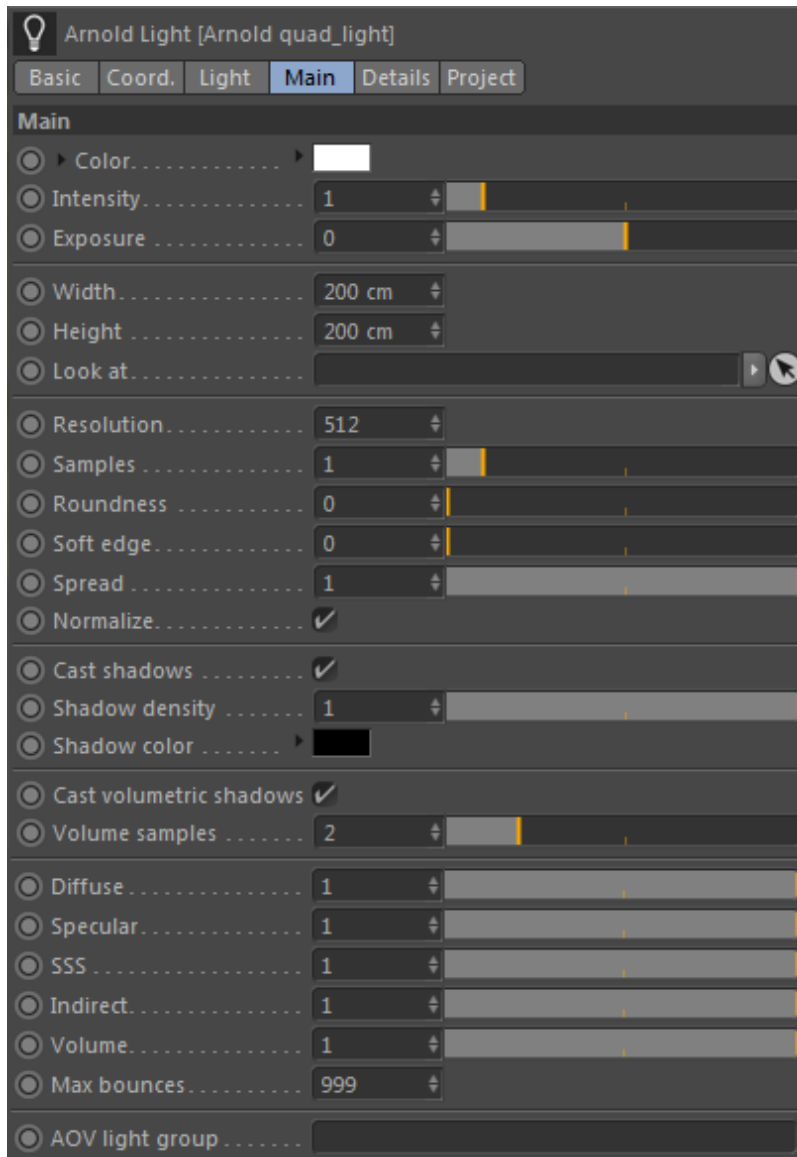 Arnold Light [Arnold quad_light]
Basic Coord. Light Main Details Project
Main
Color. . . . . . . . . . . . .
Intensity. . . . . . . . . . . . . 1
Exposure . . . . . . . . . . . . 0
Width. . . . . . . . . . . . . . . 200 cm
Height . . . . . . . . . . . . . . 200 cm
Look at. . . . . . . . . . . . . .
Resolution. . . . . . . . . . . 512
Samples . . . . . . . . . . . . . 1
Roundness . . . . . . . . . . 0
Soft edge. . . . . . . . . . . . 0
Spread . . . . . . . . . . . . . . 1
Normalize. . . . . . . . . . . .
Cast shadows . . . . . . . . .
Shadow density . . . . . . . 1
Shadow color . . . . . . .
Cast volumetric shadows
Volume samples . . . . . . . 2
Diffuse . . . . . . . . . . . . . . 1
Specular. . . . . . . . . . . . . 1
SSS . . . . . . . . . . . . . . . . . 1
Indirect. . . . . . . . . . . . . . 1
Volume. . . . . . . . . . . . . . 1
Max bounces. . . . . . . . . 999
AOV light group . . . . . . .